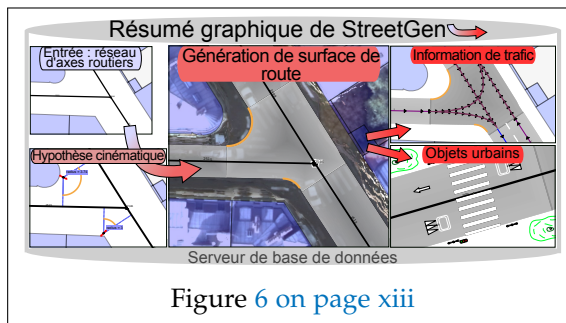 Résumé graphique de StreetGen
Entrée : réseau
d'axes routiers
Génération de surface de
route
Information de trafic
Hypothèse cinématique
Objets urbains
Serveur de base de données
Figure 6 on page xiii